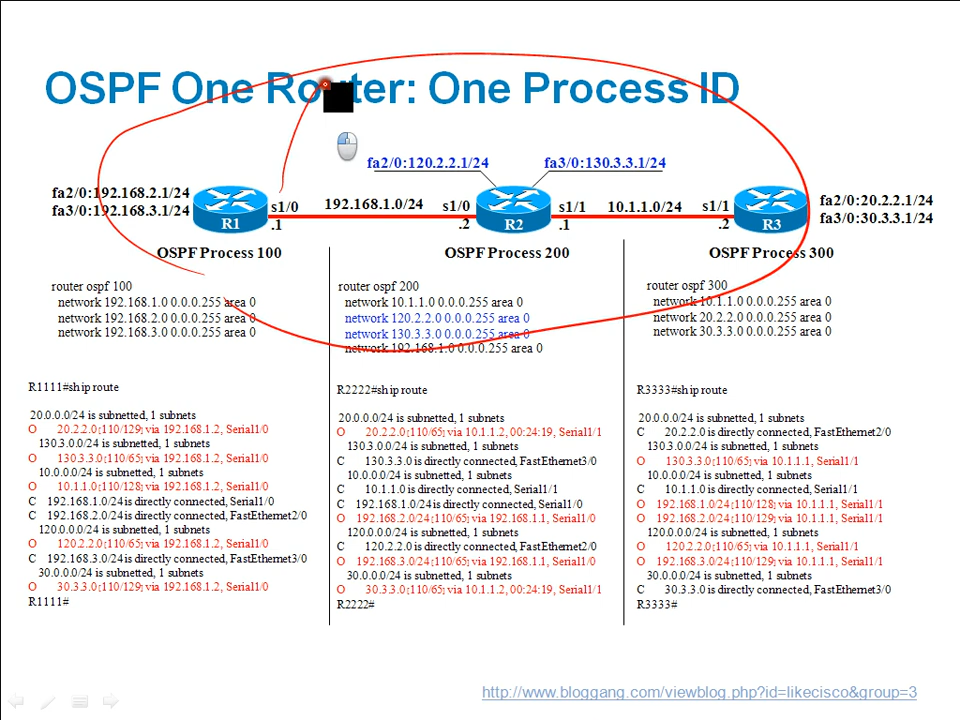 OSPF One Router: One Process ID
fa2/0:120.2.2.1/24
fa3/0:130.3.3.1/24
fa2/0:192.168.2.1/24
fa3/0:192.168.3.1/24
R1
s1/0
.1
192.168.1.0/24
s1/0
.2
R2
s1/1
.1
10.1.1.0/24
s1/1
.2
R3
fa2/0:20.2.2.1/24
fa3/0:30.3.3.1/24
OSPF Process 100
OSPF Process 200
OSPF Process 300
router ospf 100
network 192.168.1.0 0.0.0.255 area 0
network 192.168.2.0 0.0.0.255 area 0
network 192.168.3.0 0.0.0.255 area 0
router ospf 200
network 10.1.1.0 0.0.0.255 area 0
network 120.2.2.0 0.0.0.255 area 0
network 130.3.3.0 0.0.0.255 area 0
network 192.168.1.0 0.0.0.255 area 0
router ospf 300
network 10.1.1.0 0.0.0.255 area 0
network 20.2.2.0 0.0.0.255 area 0
network 30.3.3.0 0.0.0.255 area 0
R1111#sh ip route
20.0.0.0/24 is subnetted, 1 subnets
O 20.2.2.0 [110/129] via 192.168.1.2, Serial1/0
130.3.0.0/24 is subnetted, 1 subnets
O 130.3.3.0 [110/65] via 192.168.1.2, Serial1/0
10.0.0.0/24 is subnetted, 1 subnets
O 10.1.1.0 [110/128] via 192.168.1.2, Serial1/0
C 192.168.1.0/24 is directly connected, Serial1/0
C 192.168.2.0/24 is directly connected, FastEthernet2/0
120.0.0.0/24 is subnetted, 1 subnets
O 120.2.2.0 [110/65] via 192.168.1.2, Serial1/0
C 192.168.3.0/24 is directly connected, FastEthernet3/0
30.0.0.0/24 is subnetted, 1 subnets
O 30.3.3.0 [110/129] via 192.168.1.2, Serial1/0
R1111#
R2222#sh ip route
20.0.0.0/24 is subnetted, 1 subnets
O 20.2.2.0 [110/65] via 10.1.1.2, 00:24:19, Serial1/1
130.3.0.0/24 is subnetted, 1 subnets
C 130.3.3.0 is directly connected, FastEthernet3/0
10.0.0.0/24 is subnetted, 1 subnets
C 10.1.1.0 is directly connected, Serial1/1
C 192.168.1.0/24 is directly connected, Serial1/0
O 192.168.2.0/24 [110/65] via 192.168.1.1, Serial1/0
120.0.0.0/24 is subnetted, 1 subnets
C 120.2.2.0 is directly connected, FastEthernet2/0
O 192.168.3.0/24 [110/65] via 192.168.1.1, Serial1/0
30.0.0.0/24 is subnetted, 1 subnets
O 30.3.3.0 [110/65] via 10.1.1.2, 00:24:19, Serial1/1
R2222#
R3333#sh ip route
20.0.0.0/24 is subnetted, 1 subnets
C 20.2.2.0 is directly connected, FastEthernet2/0
130.3.0.0/24 is subnetted, 1 subnets
O 130.3.3.0 [110/65] via 10.1.1.1, Serial1/1
10.0.0.0/24 is subnetted, 1 subnets
C 10.1.1.0 is directly connected, Serial1/1
O 192.168.1.0/24 [110/128] via 10.1.1.1, Serial1/1
O 192.168.2.0/24 [110/129] via 10.1.1.1, Serial1/1
120.0.0.0/24 is subnetted, 1 subnets
O 120.2.2.0 [110/65] via 10.1.1.1, Serial1/1
O 192.168.3.0/24 [110/129] via 10.1.1.1, Serial1/1
30.0.0.0/24 is subnetted, 1 subnets
C 30.3.3.0 is directly connected, FastEthernet3/0
R3333#
http://www.bloggang.com/viewblog.php?id=likecisco&group=3